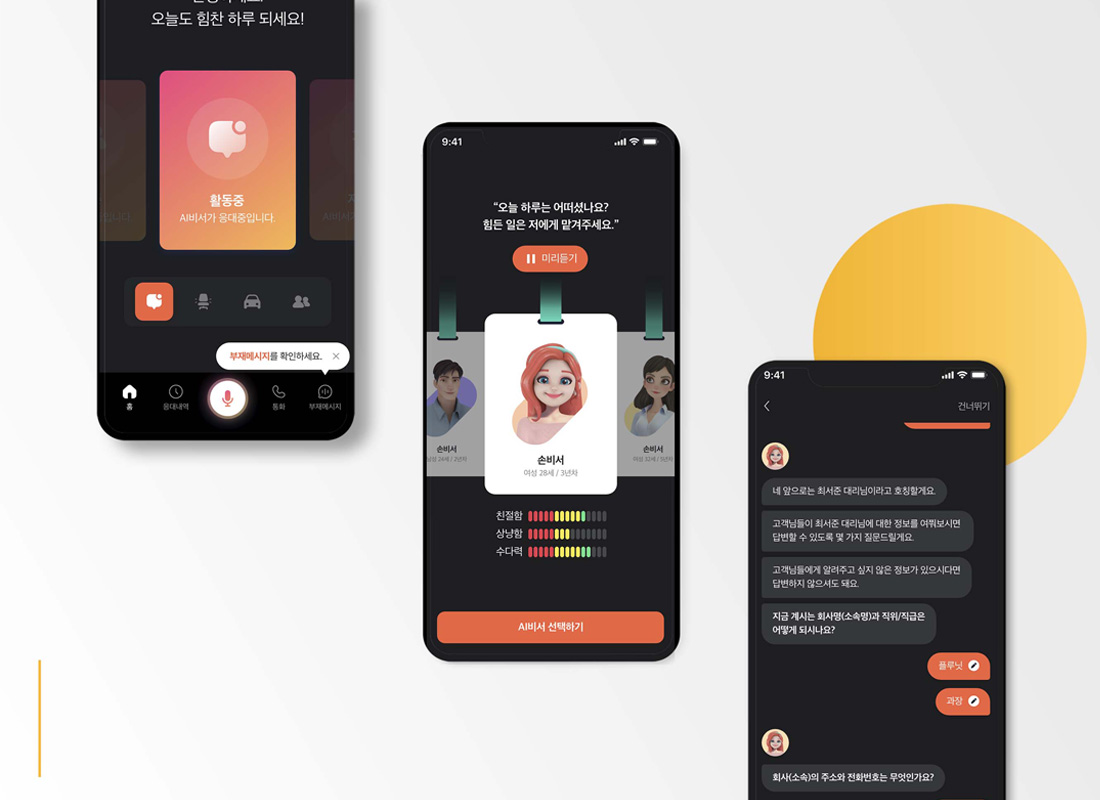 오늘도 힘찬 하루 되세요!
활동중
AI비서가 응대중입니다.
부재메시지를 확인하세요. ×
홈
응대내역
통화
부재메시지
9:41
“오늘 하루는 어떠셨나요?
힘든 일은 저에게 맡겨주세요.”
미리듣기
손비서
손비서
여성 28세 / 3년차
손비서
친절함
상냥함
수다력
AI비서 선택하기
9:41
건너뛰기
네 앞으로는 최서준 대리님이라고 호칭할게요.
고객님들이 최서준 대리님에 대한 정보를 여쭤보시면
답변할 수 있도록 몇 가지 질문드릴게요.
고객님들에게 알려주고 싶지 않은 정보가 있으시다면
답변하지 않으셔도 돼요.
지금 계시는 회사명(소속명)과 직위/직급은
어떻게 되시나요?
플루닛
과장
회사(소속)의 주소와 전화번호는 무엇인가요?